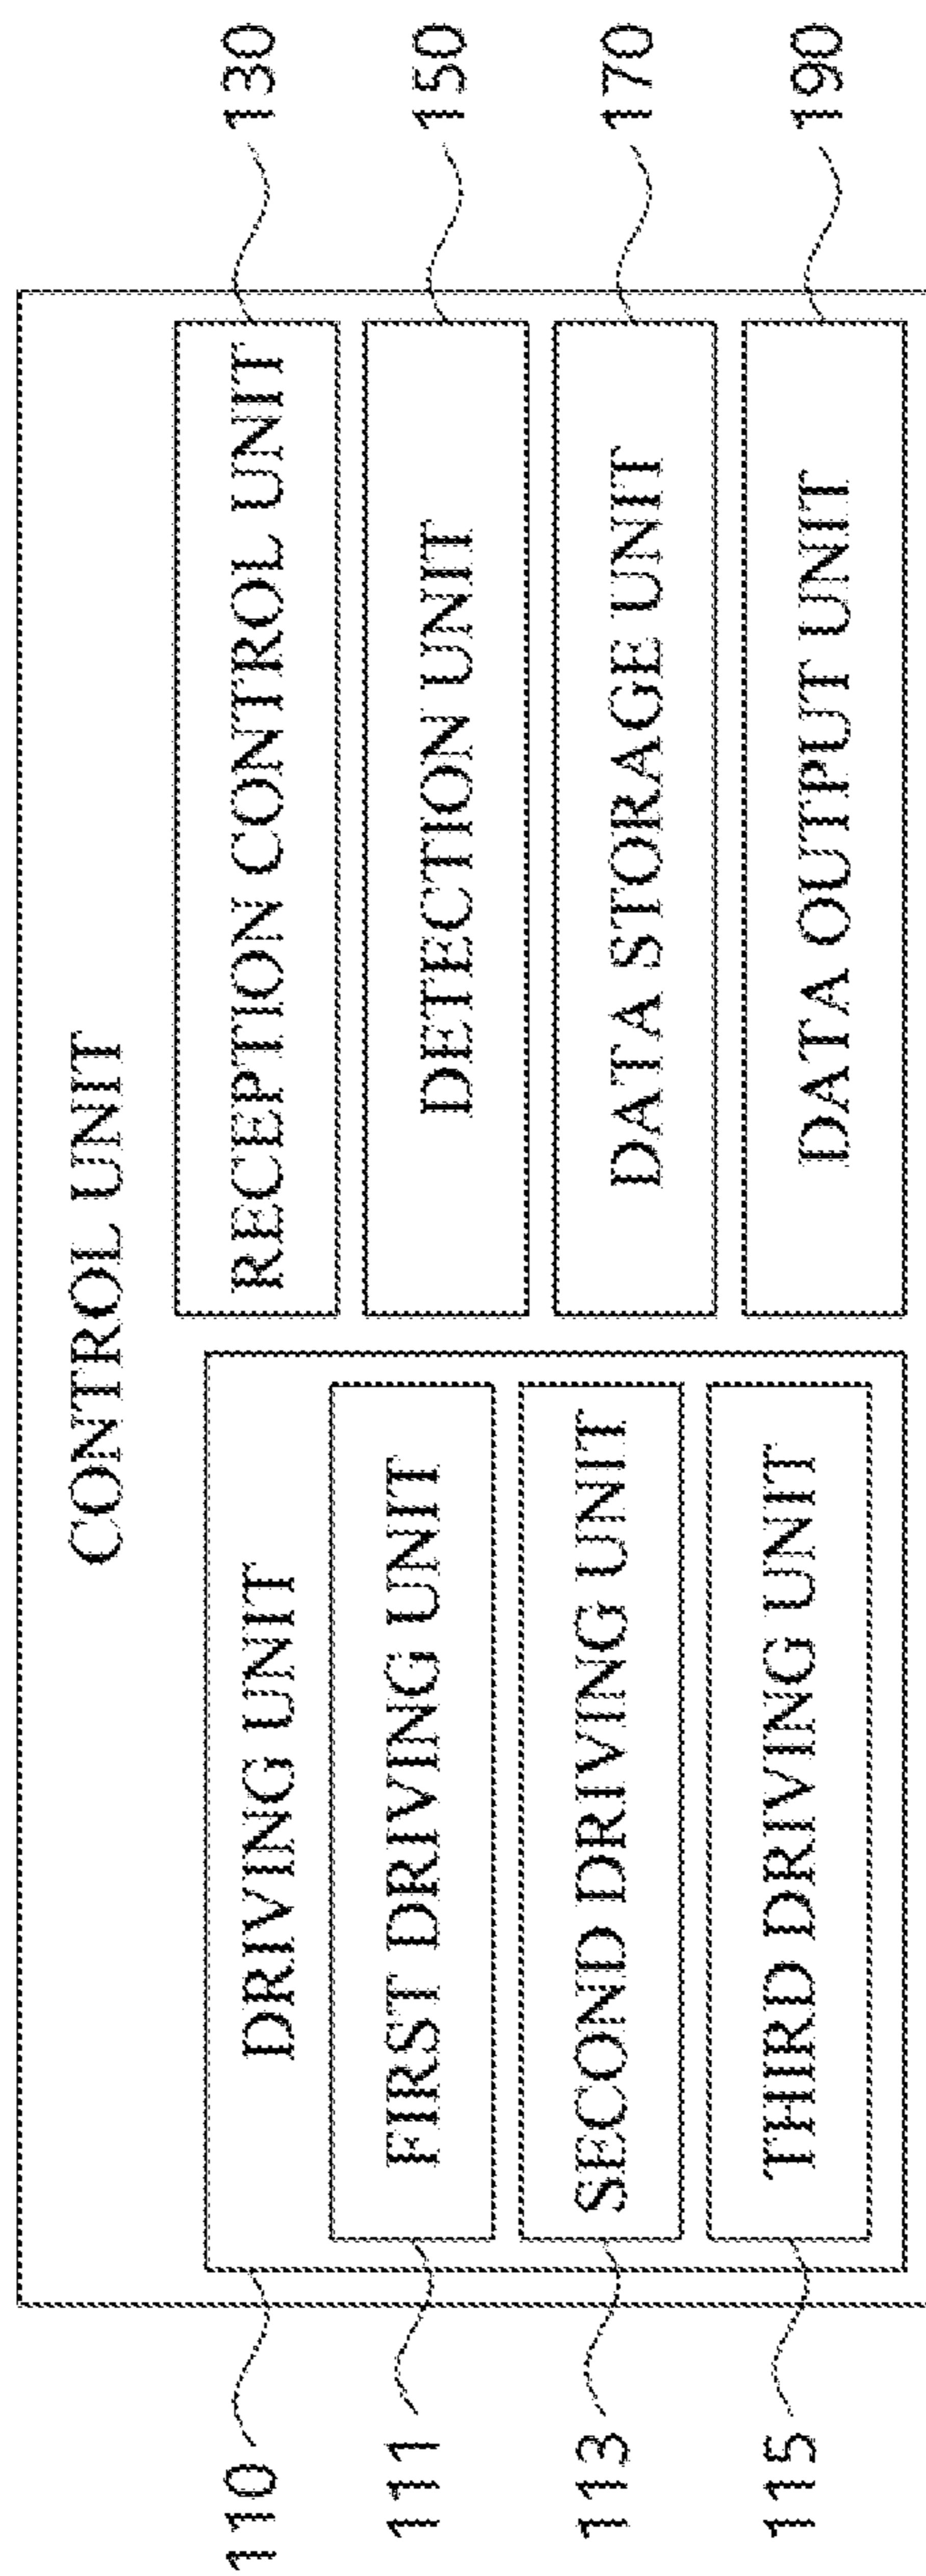 CONTROL UNIT
110
DRIVING UNIT
111
FIRST DRIVING UNIT
113
SECOND DRIVING UNIT
115
THIRD DRIVING UNIT
RECEPTION CONTROL UNIT
130
DETECTION UNIT
150
DATA STORAGE UNIT
170
DATA OUTPUT UNIT
190